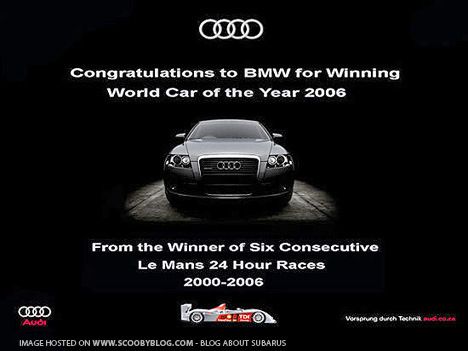 Congratulations to BMW for Winning
World Car of the Year 2006
From the Winner of Six Consecutive
Le Mans 24 Hour Races
2000-2006
Audi
TDI
Vorsprung durch Technik audi.co.za
IMAGE HOSTED ON WWW.SCOOBYBLOG.COM - BLOG ABOUT SUBARUS